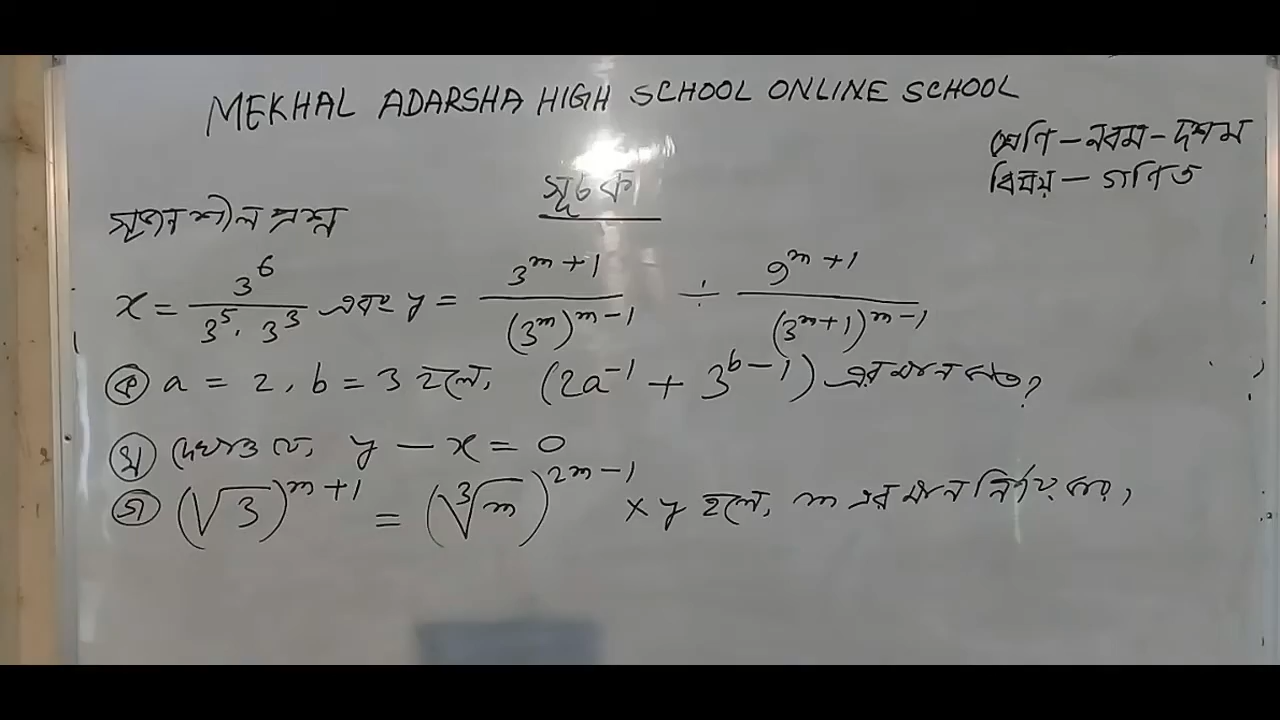 MEKHAL ADARSHA HIGH SCHOOL ONLINE SCHOOL
শ্রেণি – নবম – দশম
বিষয় – গণিত
সূচক
সৃজনশীল প্রশ্ন
x = 3^6 / (3^5 · 3^3) এবং y = 3^(m+1) / (3^m)^(m-1) ÷ 9^(m+1) / (3^(m+1))^(m-1)
ক a = 2, b = 3 হলে, (2a^-1 + 3^(b-1)) এর মান কত?
খ দেখাও যে, y – x = 0
গ (√3)^(m+1) = (∛m)^(2m-1) × y হলে, m এর মান নির্ণয় কর,